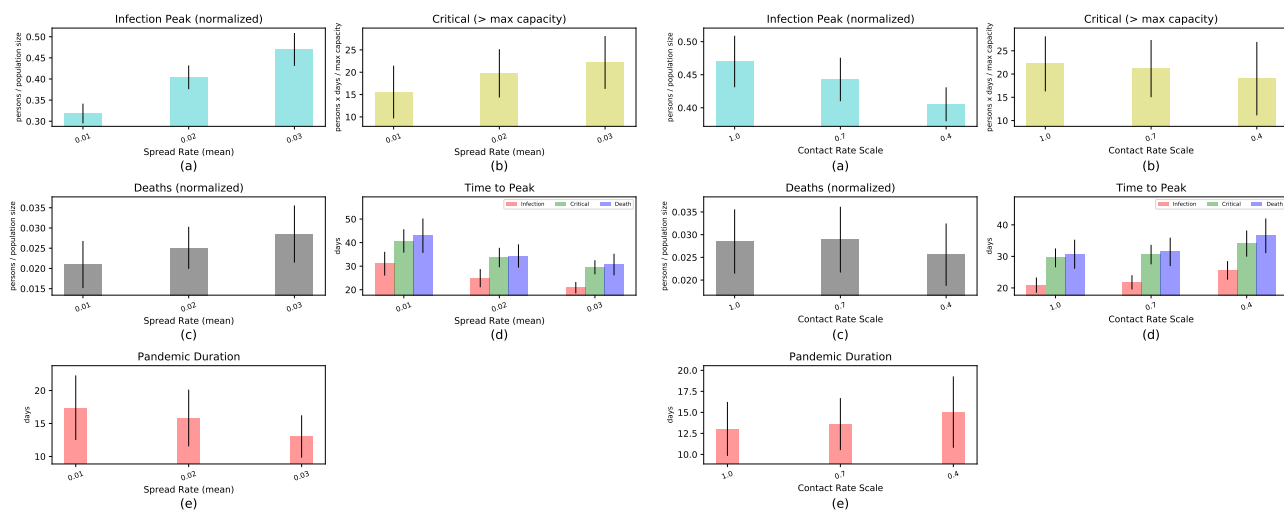 Infection Peak (normalized)
persons / population size
0.50
0.45
0.40
0.35
0.30
0.01
0.02
0.03
Spread Rate (mean)
(a)
Critical (> max capacity)
persons x days / max capacity
25
20
15
10
0.01
0.02
0.03
Spread Rate (mean)
(b)
Deaths (normalized)
persons / population size
0.035
0.030
0.025
0.020
0.015
0.01
0.02
0.03
Spread Rate (mean)
(c)
Time to Peak
Infection Critical Death
days
50
40
30
20
0.01
0.02
0.03
Spread Rate (mean)
(d)
Pandemic Duration
days
20
15
10
0.01
0.02
0.03
Spread Rate (mean)
(e)
Infection Peak (normalized)
persons / population size
0.50
0.45
0.40
1.0
0.7
0.4
Contact Rate Scale
(a)
Critical (> max capacity)
persons x days / max capacity
25
20
15
10
1.0
0.7
0.4
Contact Rate Scale
(b)
Deaths (normalized)
persons / population size
0.035
0.030
0.025
0.020
1.0
0.7
0.4
Contact Rate Scale
(c)
Time to Peak
Infection Critical Death
days
40
30
20
1.0
0.7
0.4
Contact Rate Scale
(d)
Pandemic Duration
days
20.0
17.5
15.0
12.5
10.0
1.0
0.7
0.4
Contact Rate Scale
(e)